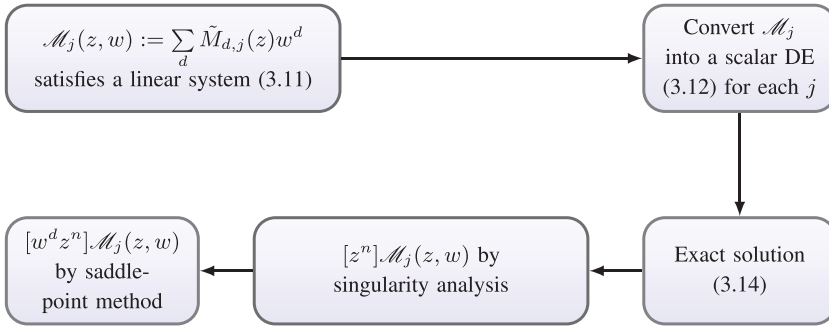 ℳ_j(z, w) := ∑_d M̃_{d,j}(z)w^d
satisfies a linear system (3.11)
Convert ℳ_j
into a scalar DE
(3.12) for each j
Exact solution
(3.14)
[z^n]ℳ_j(z, w) by
singularity analysis
[w^d z^n]ℳ_j(z, w)
by saddle-
point method